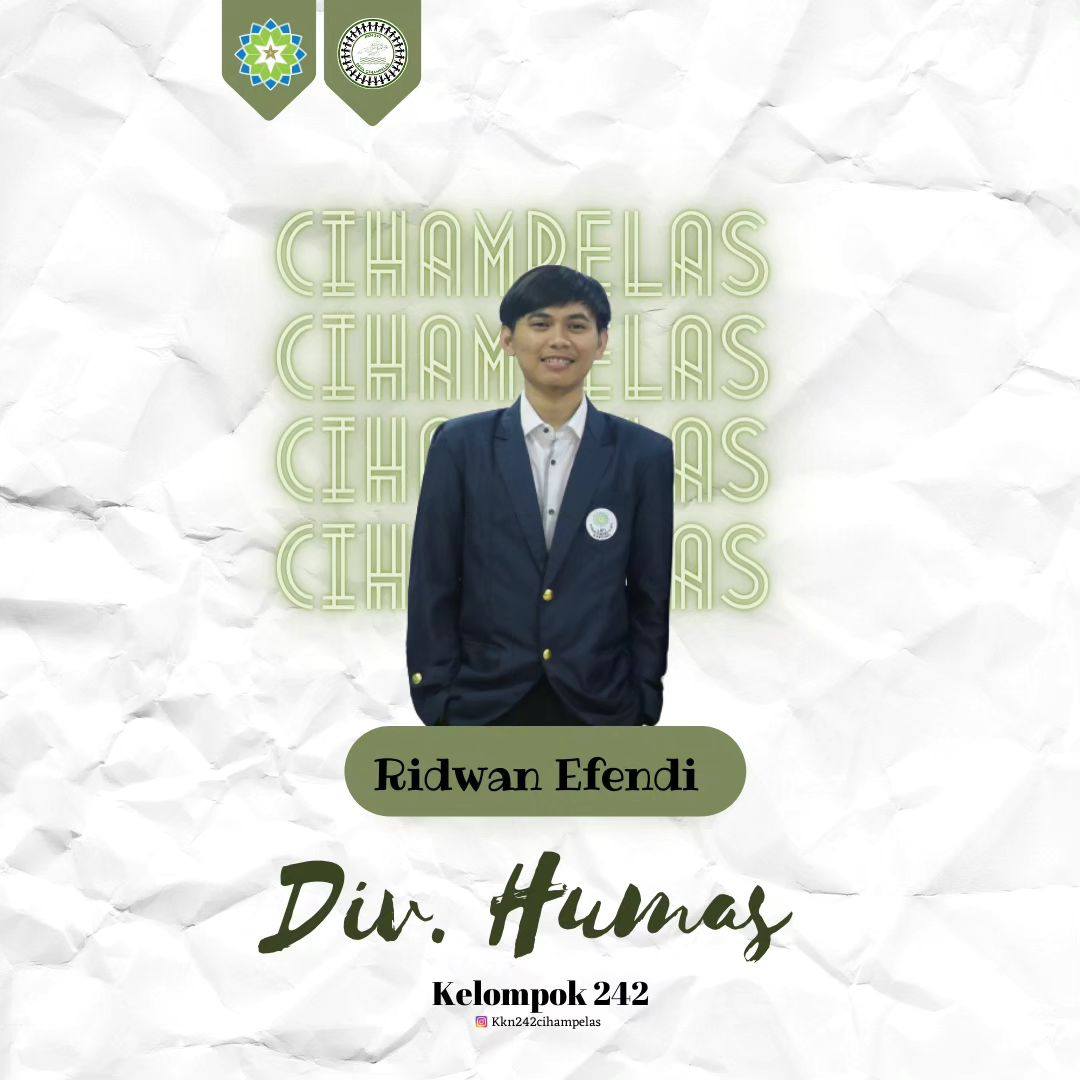 CIHAMPELAS
CIHAMPELAS
CIHAMPELAS
CIHAMPELAS
Ridwan Efendi
Div. Humas
Kelompok 242
Kkn242cihampelas